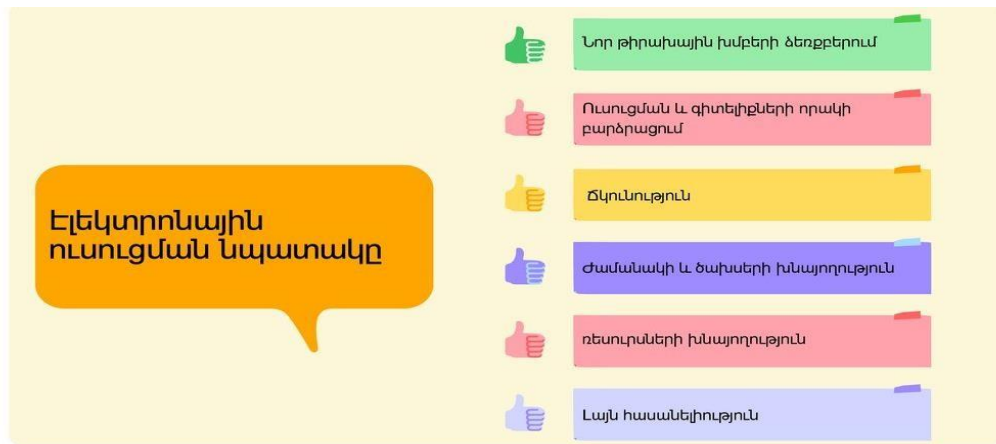 Էլեկտրոնային
ուսուցման նպատակը
Նոր թիրախային խմբերի ձեռքբերում
Ուսուցման և գիտելիքների որակի
բարձրացում
Ճկունություն
Ժամանակի և ծախսերի խնայողություն
ռեսուրսների խնայողություն
Լայն հասանելիություն